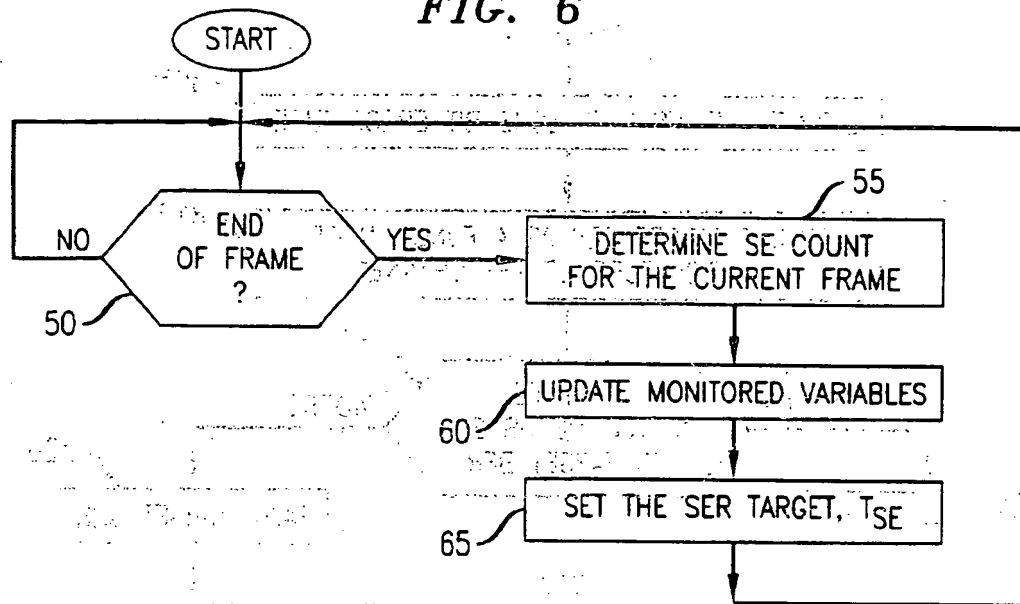 FIG. 6
START
END
OF FRAME
?
NO
YES
50
55
DETERMINE SE COUNT
FOR THE CURRENT FRAME
UPDATE MONITORED VARIABLES
60
SET THE SER TARGET, TSE
65